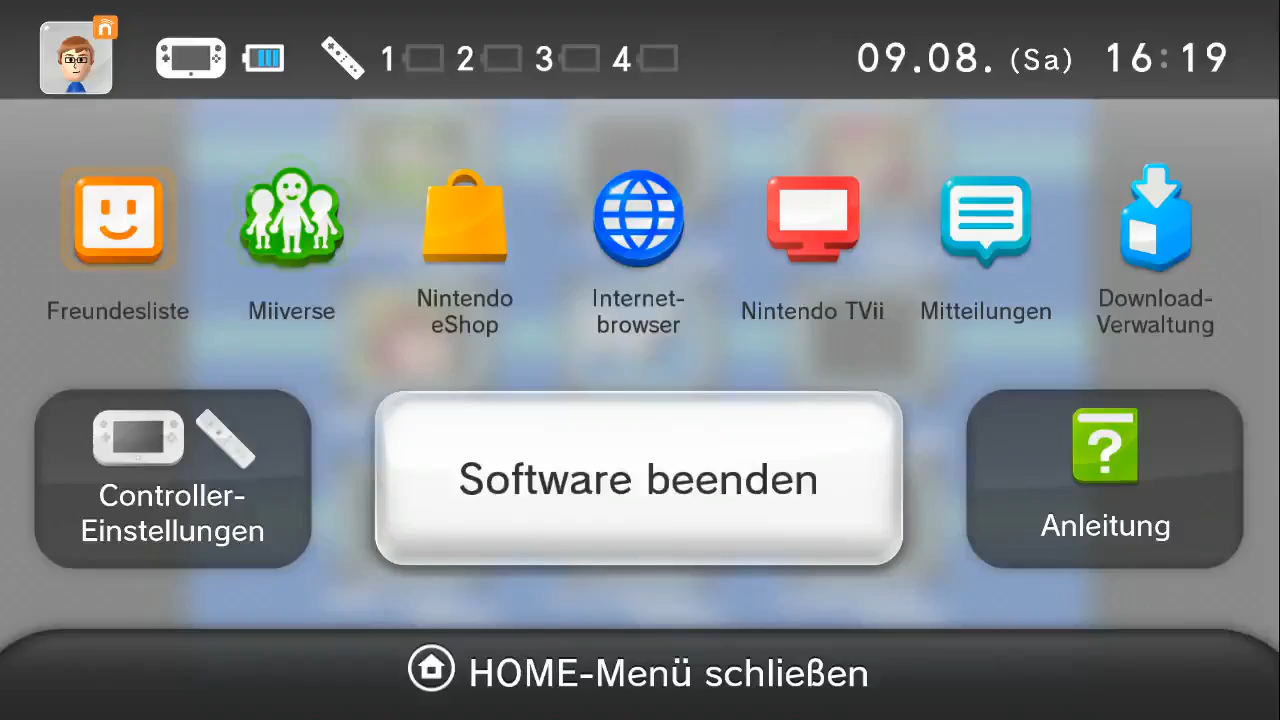 1 2 3 4 09.08. (Sa) 16:19
Freundesliste
Miiverse
Nintendo
eShop
Internet-
browser
Nintendo TVii
Mitteilungen
Download-
Verwaltung
Controller-
Einstellungen
Software beenden
?
Anleitung
HOME-Menü schließen